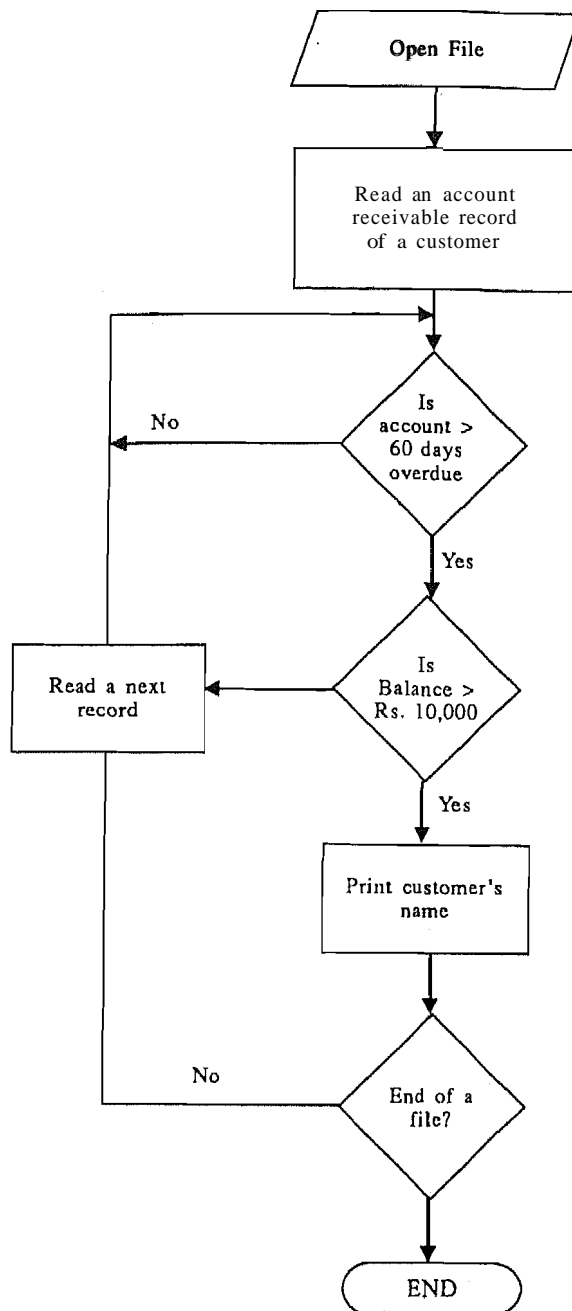 Open File
Read an account
receivable record
of a customer
Is
account >
60 days
overdue
No
Yes
Is
Balance >
Rs. 10,000
Read a next
record
Yes
Print customer's
name
End of a
file?
No
END